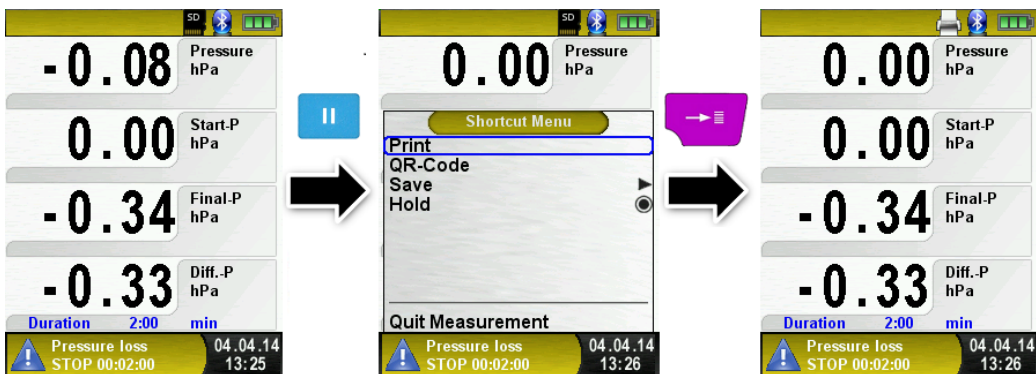 SD
- 0.08 Pressure
hPa
0.00 Start-P
hPa
- 0.34 Final-P
hPa
- 0.33 Diff.-P
hPa
Duration 2:00 min
Pressure loss
STOP 00:02:00
04.04.14
13:25
SD
0.00 Pressure
hPa
Shortcut Menu
Print
QR-Code
Save
Hold
Quit Measurement
Pressure loss
STOP 00:02:00
04.04.14
13:26
0.00 Pressure
hPa
0.00 Start-P
hPa
- 0.34 Final-P
hPa
- 0.33 Diff.-P
hPa
Duration 2:00 min
Pressure loss
STOP 00:02:00
04.04.14
13:26